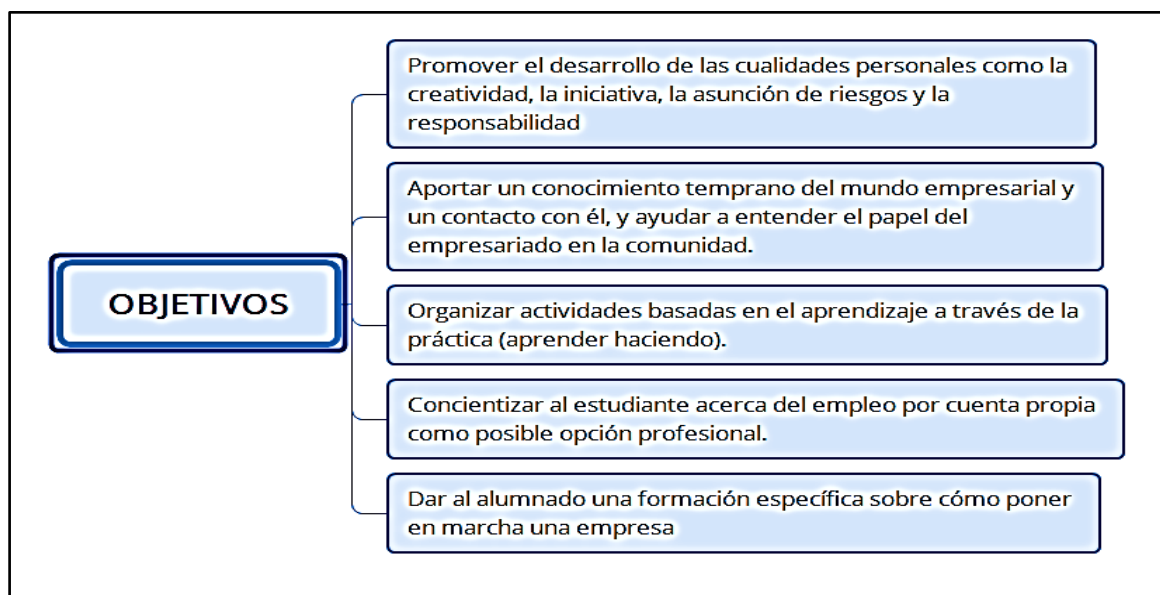 Promover el desarrollo de las cualidades personales como la
creatividad, la iniciativa, la asunción de riesgos y la
responsabilidad
Aportar un conocimiento temprano del mundo empresarial y
un contacto con él, y ayudar a entender el papel del
empresariado en la comunidad.
OBJETIVOS
Organizar actividades basadas en el aprendizaje a través de la
práctica (aprender haciendo).
Concientizar al estudiante acerca del empleo por cuenta propia
como posible opción profesional.
Dar al alumnado una formación específica sobre cómo poner
en marcha una empresa